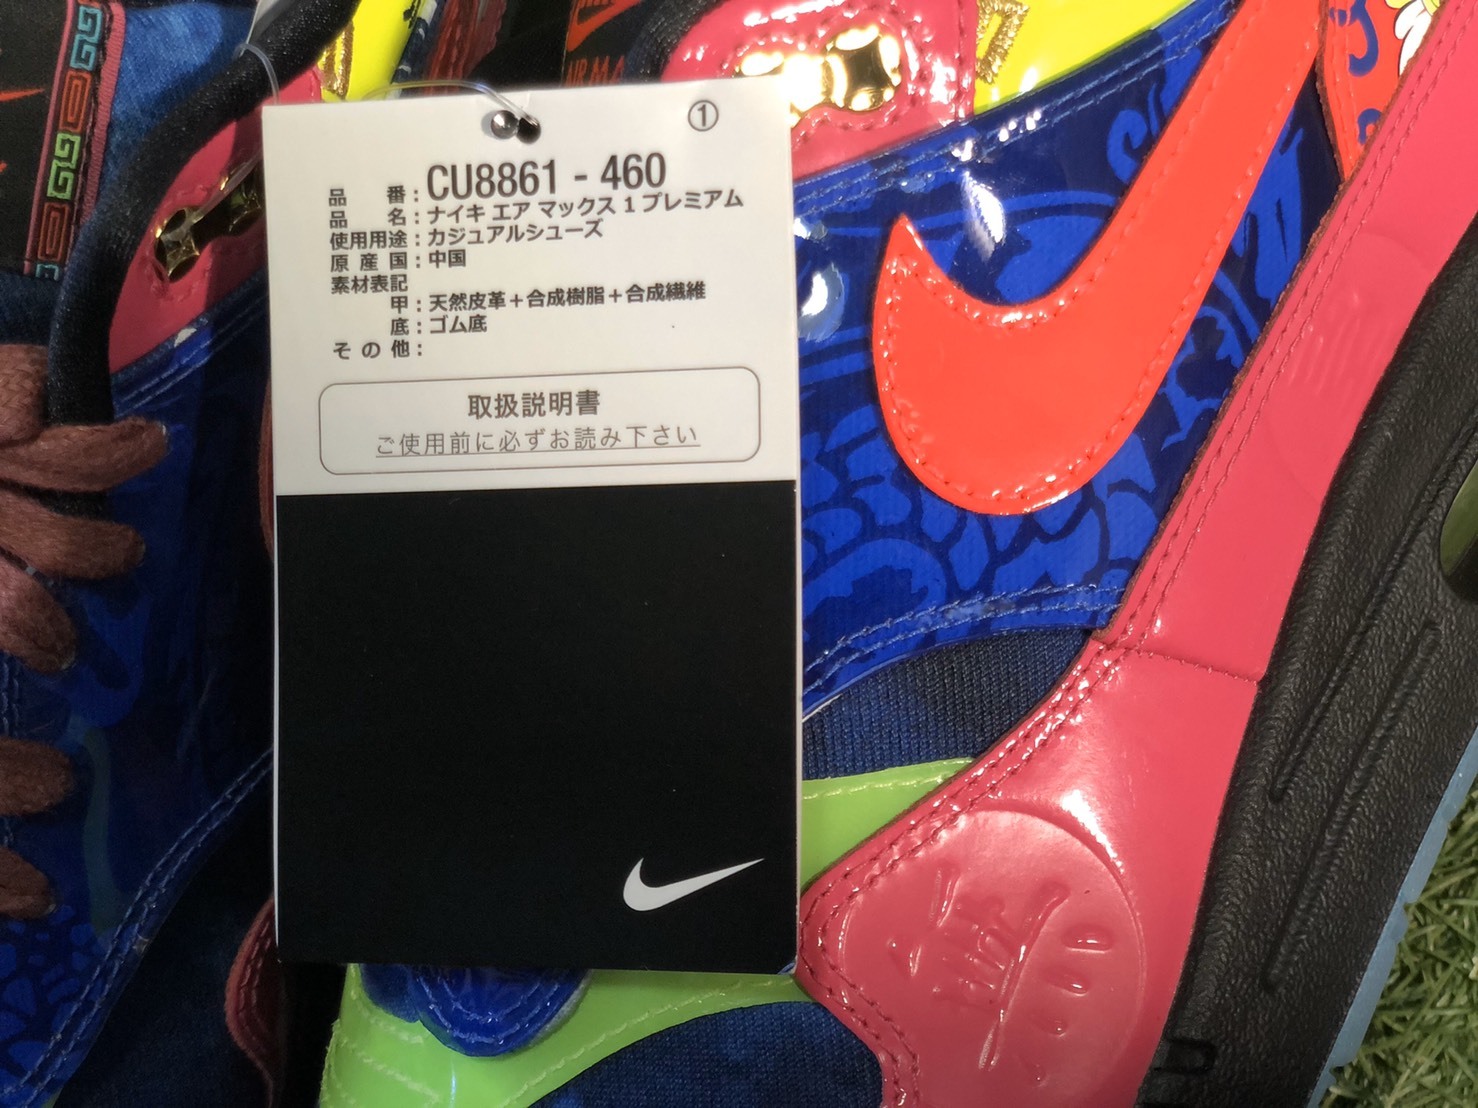 ①
品 番：CU8861 - 460
品 名：ナイキ エア マックス 1 プレミアム
使用用途：カジュアルシューズ
原 産 国：中国
素材表記
甲：天然皮革＋合成樹脂＋合成繊維
底：ゴム底
そ の 他：
取扱説明書
ご使用前に必ずお読み下さい